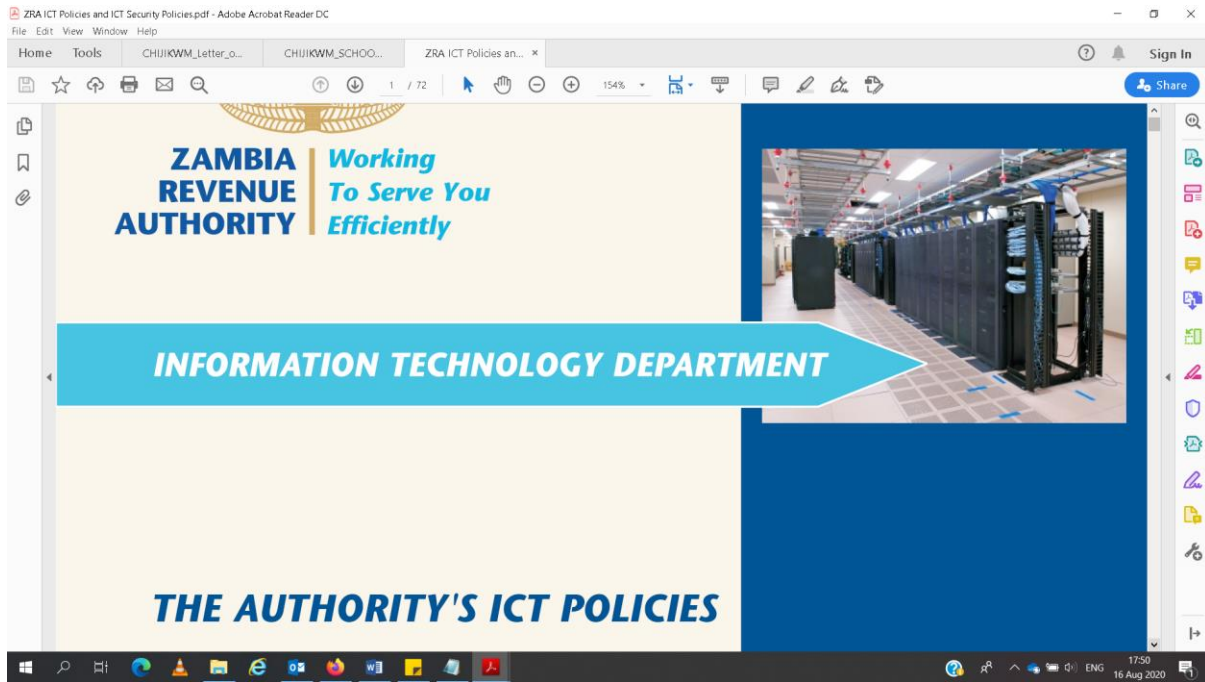 ZRA ICT Policies and ICT Security Policies.pdf - Adobe Acrobat Reader DC
File Edit View Window Help
Home Tools CHIJIKWM_Letter_o... CHIJIKWM_SCHOO... ZRA ICT Policies an... × Sign In
1 / 72 154% Share
ZAMBIA
REVENUE
AUTHORITY
Working
To Serve You
Efficiently
INFORMATION TECHNOLOGY DEPARTMENT
THE AUTHORITY'S ICT POLICIES
ENG
17:50
16 Aug 2020